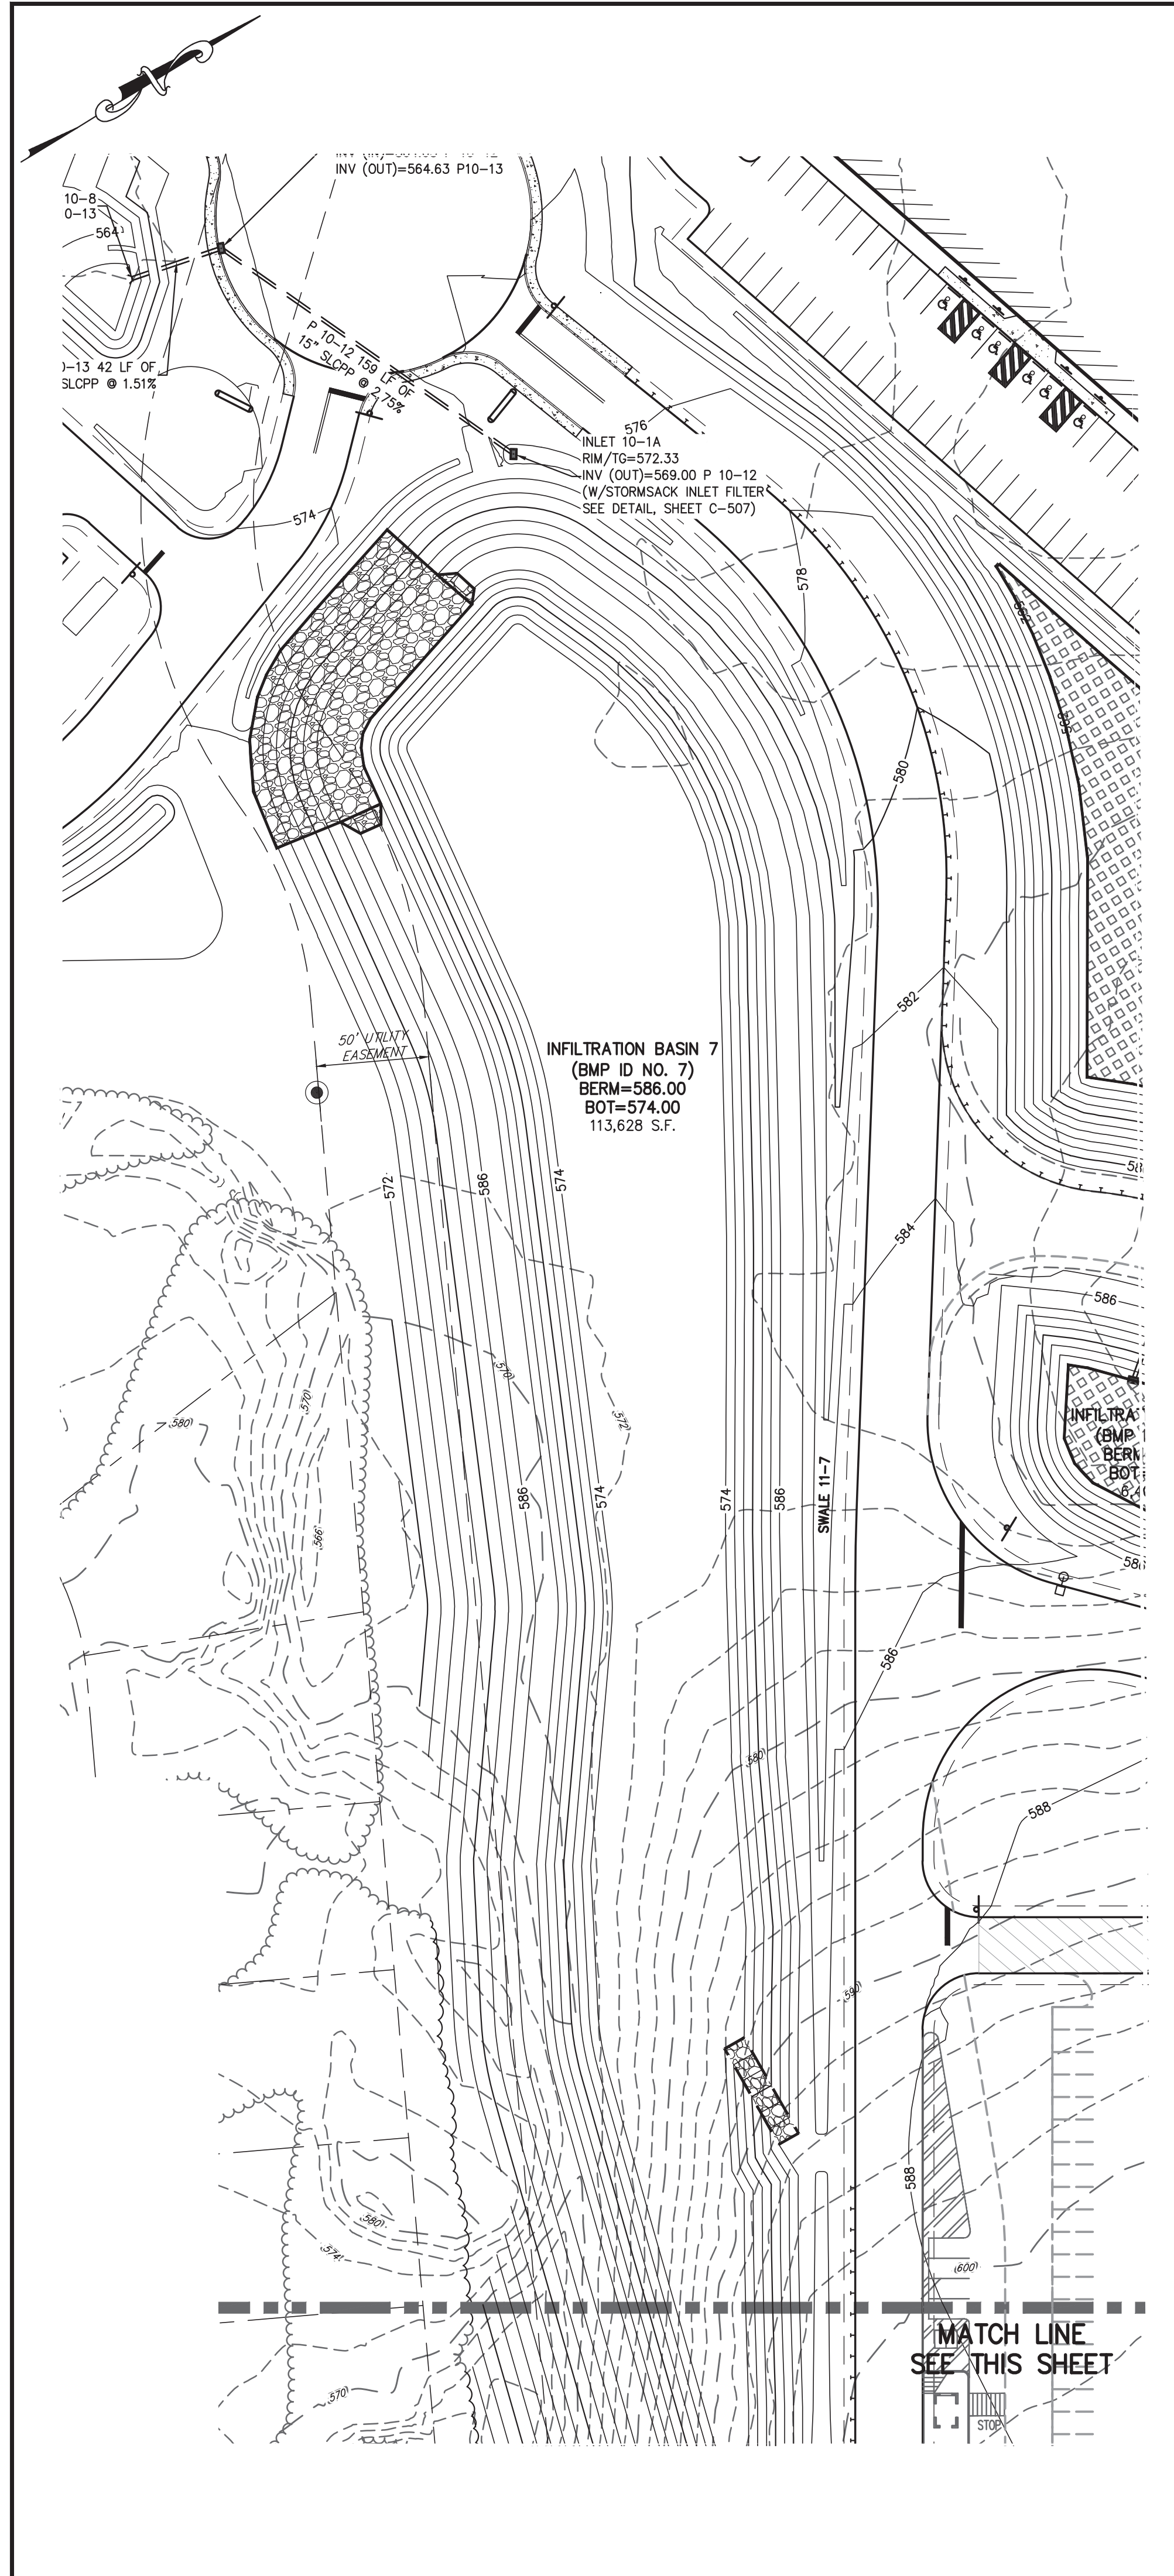 INV (OUT)=564.63 P10-13
10-8
0-13
564
P 10-12 159 LF OF
15" SLCPP @ 2.75%
)-13 42 LF OF
SLCPP @ 1.51%
576
INLET 10-1A
RIM/TG=572.33
INV (OUT)=569.00 P 10-12
(W/STORMSACK INLET FILTER
SEE DETAIL, SHEET C-507)
574
578
580
582
50' UTILITY
EASEMENT
INFILTRATION BASIN 7
(BMP ID NO. 7)
BERM=586.00
BOT=574.00
113,628 S.F.
572
586
574
58
584
586
(570)
(570)
(580)
(572)
INFILTRA
(BMP
BERM
BOT
(566)
586
574
574
586
SWALE 11-7
586
(580)
588
(590)
588
(580)
(574)
(600)
MATCH LINE
SEE THIS SHEET
(570)
STOP